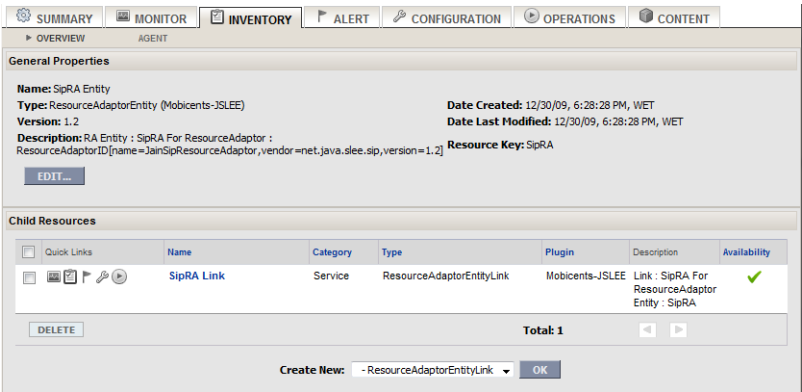 SUMMARY MONITOR INVENTORY ALERT CONFIGURATION OPERATIONS CONTENT
OVERVIEW AGENT
General Properties
Name: SipRA Entity
Type: ResourceAdaptorEntity (Mobicents-JSLEE) Date Created: 12/30/09, 6:28:28 PM, WET
Version: 1.2 Date Last Modified: 12/30/09, 6:28:28 PM, WET
Description: RA Entity : SipRA For ResourceAdaptor :
ResourceAdaptorID[name=JainSipResourceAdaptor,vendor=net.java.slee.sip,version=1.2] Resource Key: SipRA
EDIT...
Child Resources
Quick Links Name Category Type Plugin Description Availability
SipRA Link Service ResourceAdaptorEntityLink Mobicents-JSLEE Link : SipRA For
ResourceAdaptor
Entity : SipRA
DELETE Total: 1
Create New: - ResourceAdaptorEntityLink OK